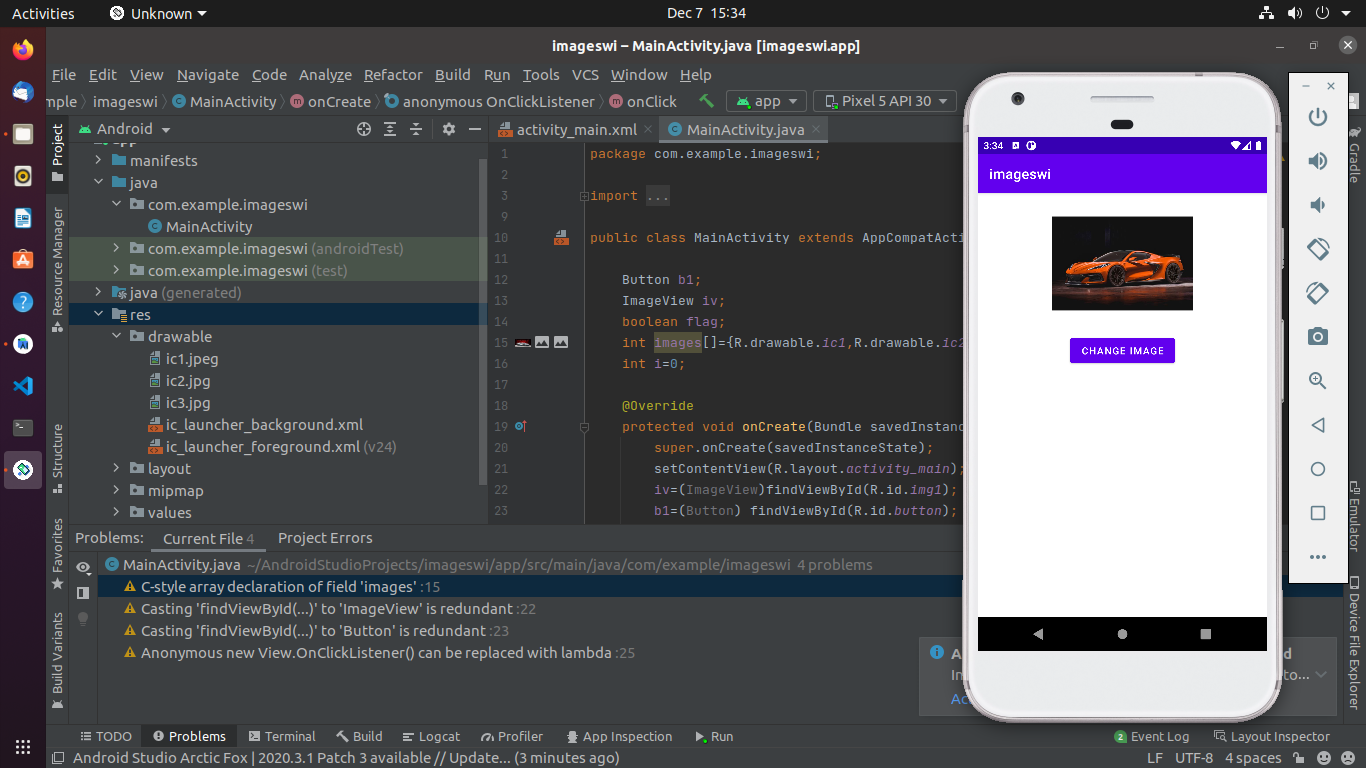 Activities
Unknown
Dec 7 15:34
imageswi – MainActivity.java [imageswi.app]
File Edit View Navigate Code Analyze Refactor Build Run Tools VCS Window Help
mple imageswi MainActivity onCreate anonymous OnClickListener onClick app Pixel 5 API 30
Project
Resource Manager
Structure
Favorites
Build Variants
Android
manifests
java
com.example.imageswi
MainActivity
com.example.imageswi (androidTest)
com.example.imageswi (test)
java (generated)
res
drawable
ic1.jpeg
ic2.jpg
ic3.jpg
ic_launcher_background.xml
ic_launcher_foreground.xml (v24)
layout
mipmap
values
activity_main.xml MainActivity.java
1 package com.example.imageswi;
2
3 import ...
9
10 public class MainActivity extends AppCompatActi
11
12 Button b1;
13 ImageView iv;
14 boolean flag;
15 int images[]={R.drawable.ic1,R.drawable.ic2
16 int i=0;
17
18 @Override
19 protected void onCreate(Bundle savedInstanc
20 super.onCreate(savedInstanceState);
21 setContentView(R.layout.activity_main);
22 iv=(ImageView)findViewById(R.id.img1);
23 b1=(Button) findViewById(R.id.button);
3:34
imageswi
CHANGE IMAGE
Gradle
Emulator
Device File Explorer
Problems: Current File 4 Project Errors
MainActivity.java ~/AndroidStudioProjects/imageswi/app/src/main/java/com/example/imageswi 4 problems
C-style array declaration of field 'images' :15
Casting 'findViewById(...)' to 'ImageView' is redundant :22
Casting 'findViewById(...)' to 'Button' is redundant :23
Anonymous new View.OnClickListener() can be replaced with lambda :25
TODO Problems Terminal Build Logcat Profiler App Inspection Run 2 Event Log Layout Inspector
Android Studio Arctic Fox | 2020.3.1 Patch 3 available // Update... (3 minutes ago)
LF UTF-8 4 spaces